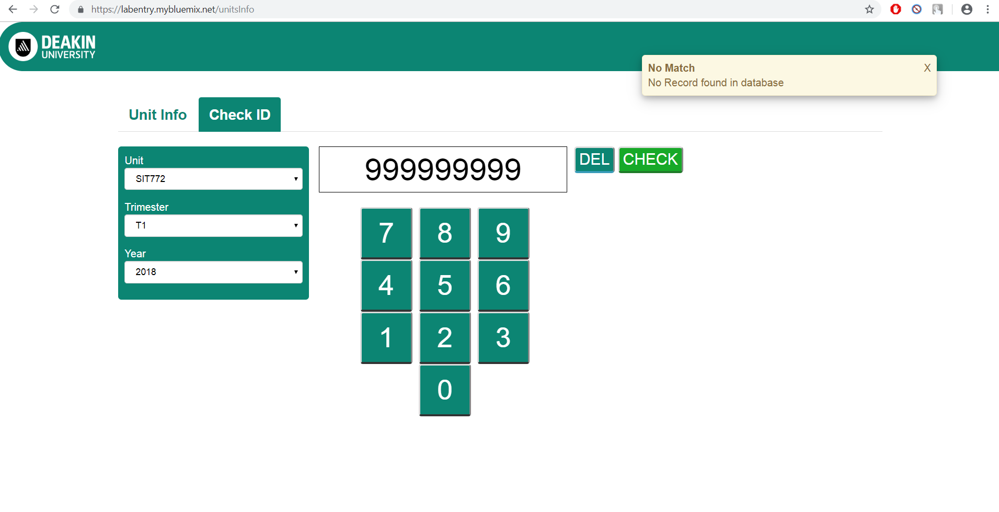 https://labentry.mybluemix.net/unitsInfo
DEAKIN
UNIVERSITY
No Match
X
No Record found in database
Unit Info
Check ID
Unit
SIT772
Trimester
T1
Year
2018
999999999
DEL
CHECK
7 8 9
4 5 6
1 2 3
0